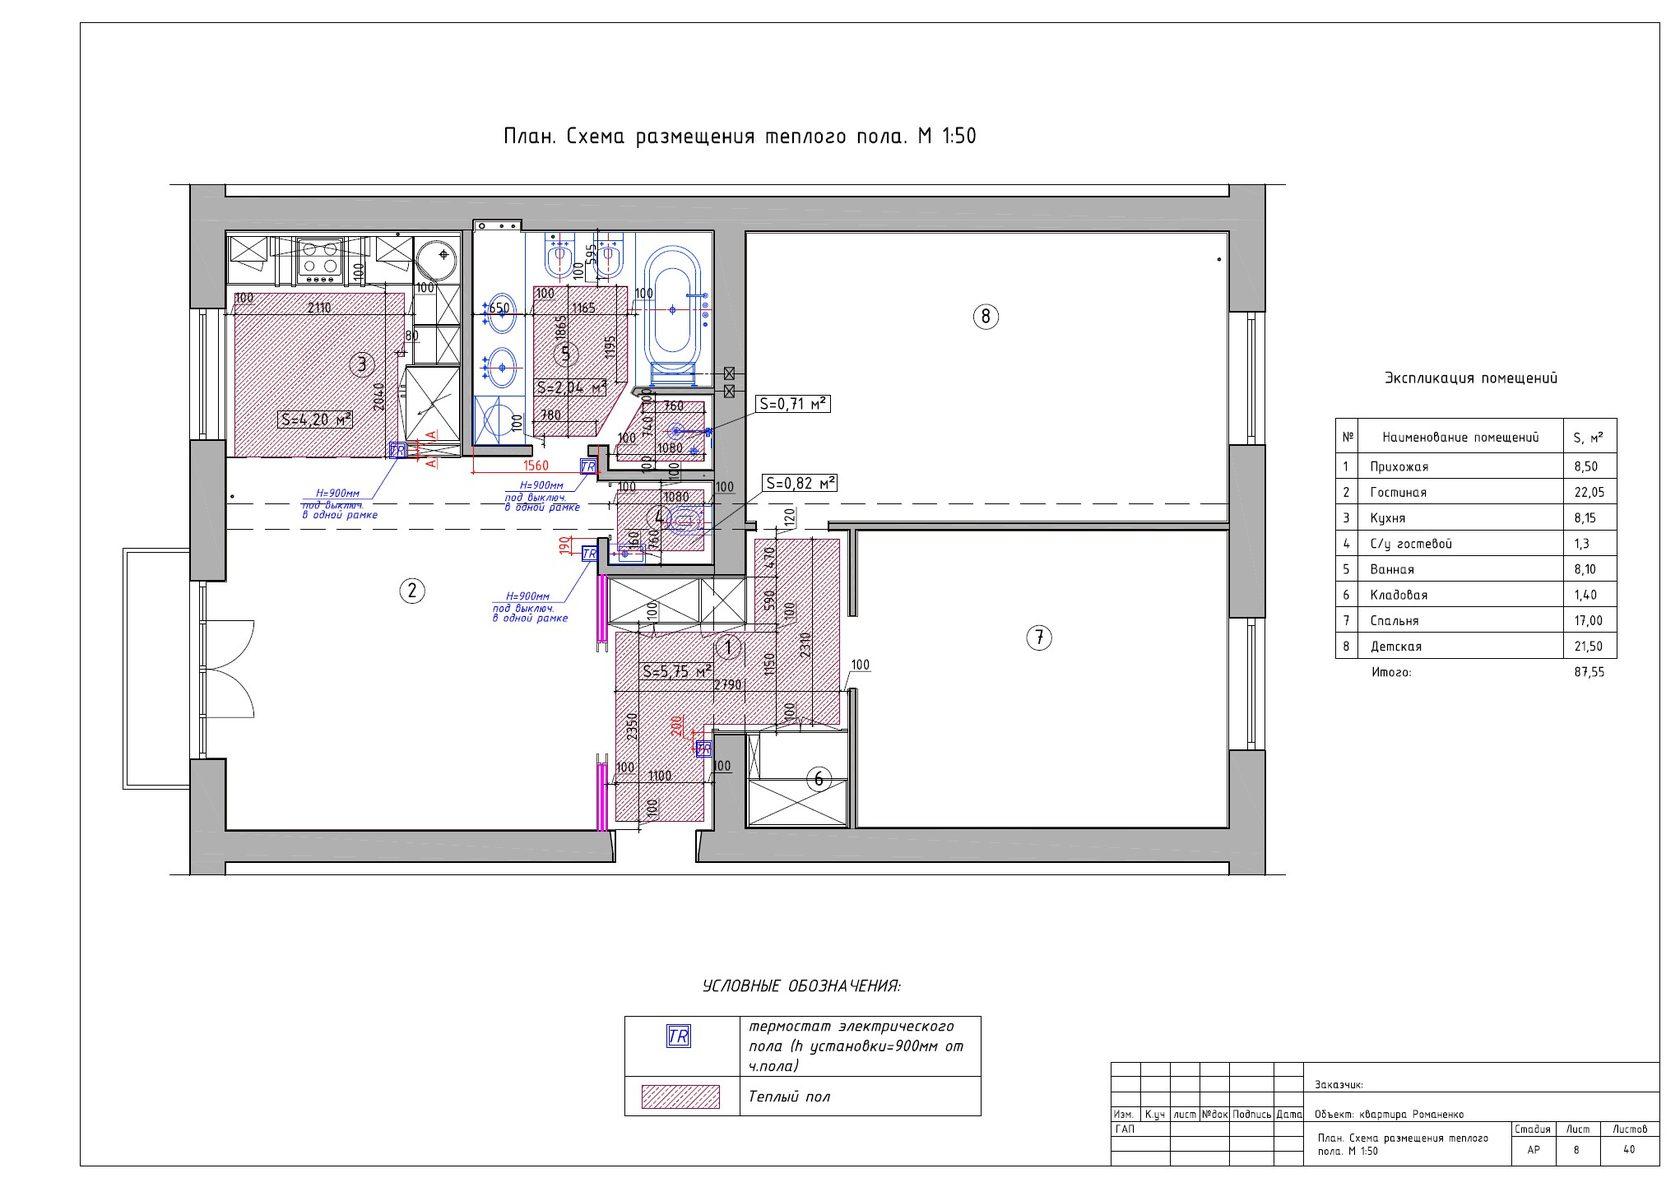 План. Схема размещения теплого пола. М 1:50
595
100
100
100
100
2110
100
80
3
2040
S=4,20 м²
TR
A
A
H=900мм
под выключ.
в одной рамке
650
100
1165
100
1865
1195
5
S=2,04 м²
780
100
1560
TR
H=900мм
под выключ.
в одной рамке
100
760
740
100
1080
100
100
S=0,71 м²
S=0,82 м²
100
1080
100
4
160
760
190
TR
H=900мм
под выключ.
в одной рамке
8
120
470
590
100
100
1
2310
1150
S=5,75 м²
2790
100
2350
200
100
TR
100
1100
100
100
2
6
7
Экспликация помещений
№ Наименование помещений S, м²
1 Прихожая 8,50
2 Гостиная 22,05
3 Кухня 8,15
4 С/у гостевой 1,3
5 Ванная 8,10
6 Кладовая 1,40
7 Спальня 17,00
8 Детская 21,50
Итого: 87,55
УСЛОВНЫЕ ОБОЗНАЧЕНИЯ:
TR
термостат электрического
пола (h установки=900мм от
ч.пола)
Теплый пол
Заказчик:
Изм. К.уч лист №док Подпись Дата
Объект: квартира Романенко
ГАП
План. Схема размещения теплого
пола. М 1:50
Стадия Лист Листов
АР 8 40